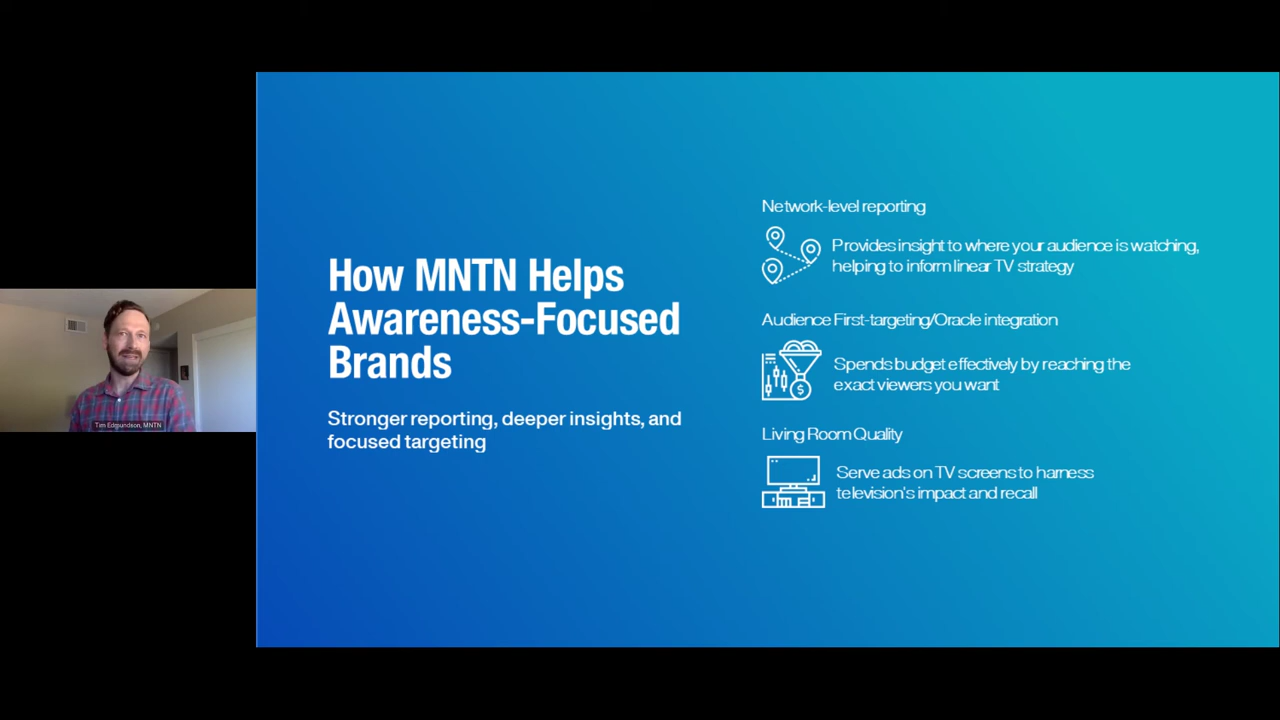 How MNTN Helps
Awareness-Focused
Brands
Stronger reporting, deeper insights, and
focused targeting
Network-level reporting
Provides insight to where your audience is watching,
helping to inform linear TV strategy
Audience First-targeting/Oracle integration
Spends budget effectively by reaching the
exact viewers you want
Living Room Quality
Serve ads on TV screens to harness
television's impact and recall
Tim Edmundson, MNTN